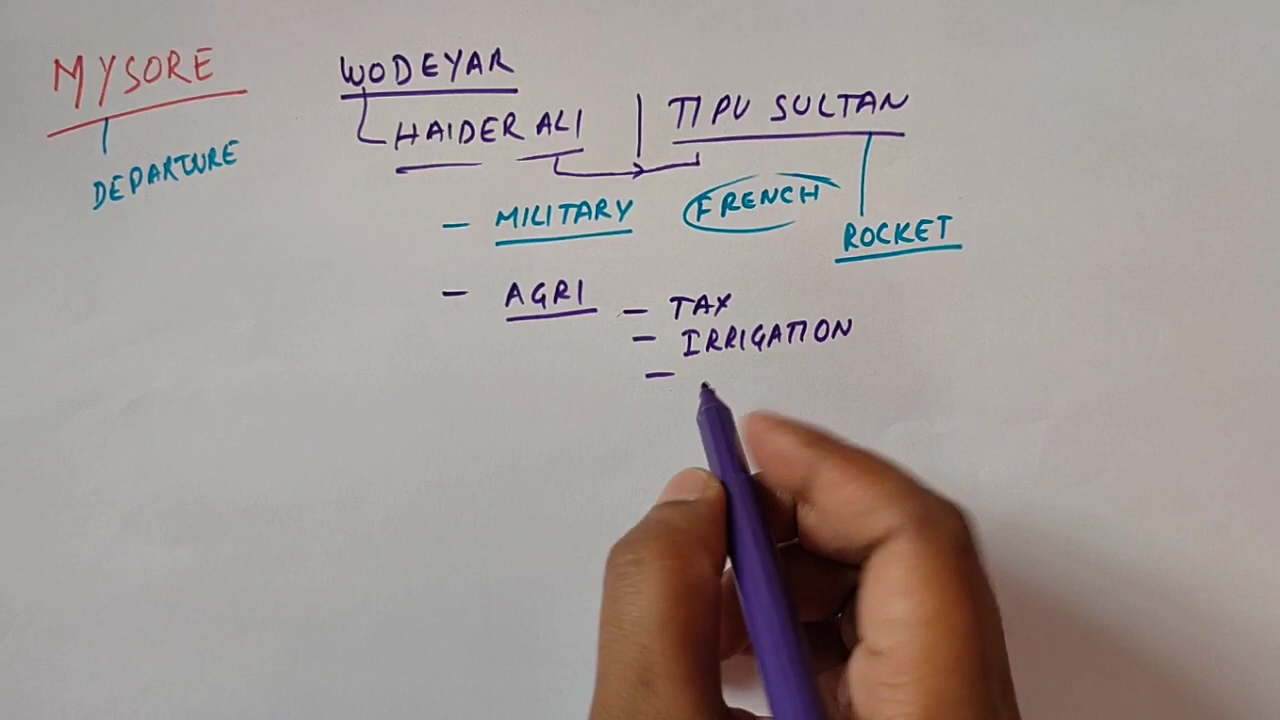 MYSORE
DEPARTURE
WODEYAR
HAIDER ALI | TIPU SULTAN
- MILITARY FRENCH
ROCKET
- AGRI - TAX
- IRRIGATION
-